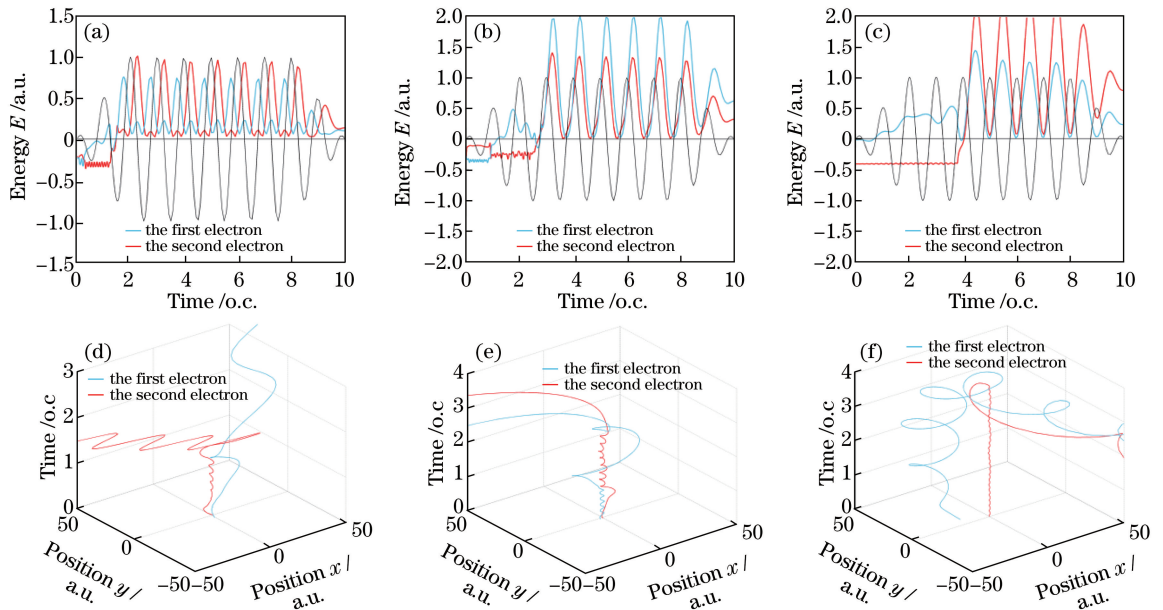 (a)
1.5
1.0
0.5
0
−0.5
−1.0
−1.5
Energy E /a.u.
the first electron
the second electron
0 2 4 6 8 10
Time /o.c.
(b)
2.0
1.5
1.0
0.5
0
−0.5
−1.0
−1.5
−2.0
Energy E /a.u.
the first electron
the second electron
0 2 4 6 8 10
Time /o.c.
(c)
2.0
1.5
1.0
0.5
0
−0.5
−1.0
−1.5
−2.0
Energy E /a.u.
the first electron
the second electron
0 2 4 6 8 10
Time /o.c.
(d)
the first electron
the second electron
3
2
1
0
Time /o.c
50
0
−50
−50
0
50
Position y /
a.u.
Position x /
a.u.
(e)
the first electron
the second electron
4
3
2
1
0
Time /o.c
50
0
−50
−50
0
50
Position y /
a.u.
Position x /
a.u.
(f)
the first electron
the second electron
4
3
2
1
0
Time /o.c
50
0
−50
−50
0
50
Position y /
a.u.
Position x /
a.u.